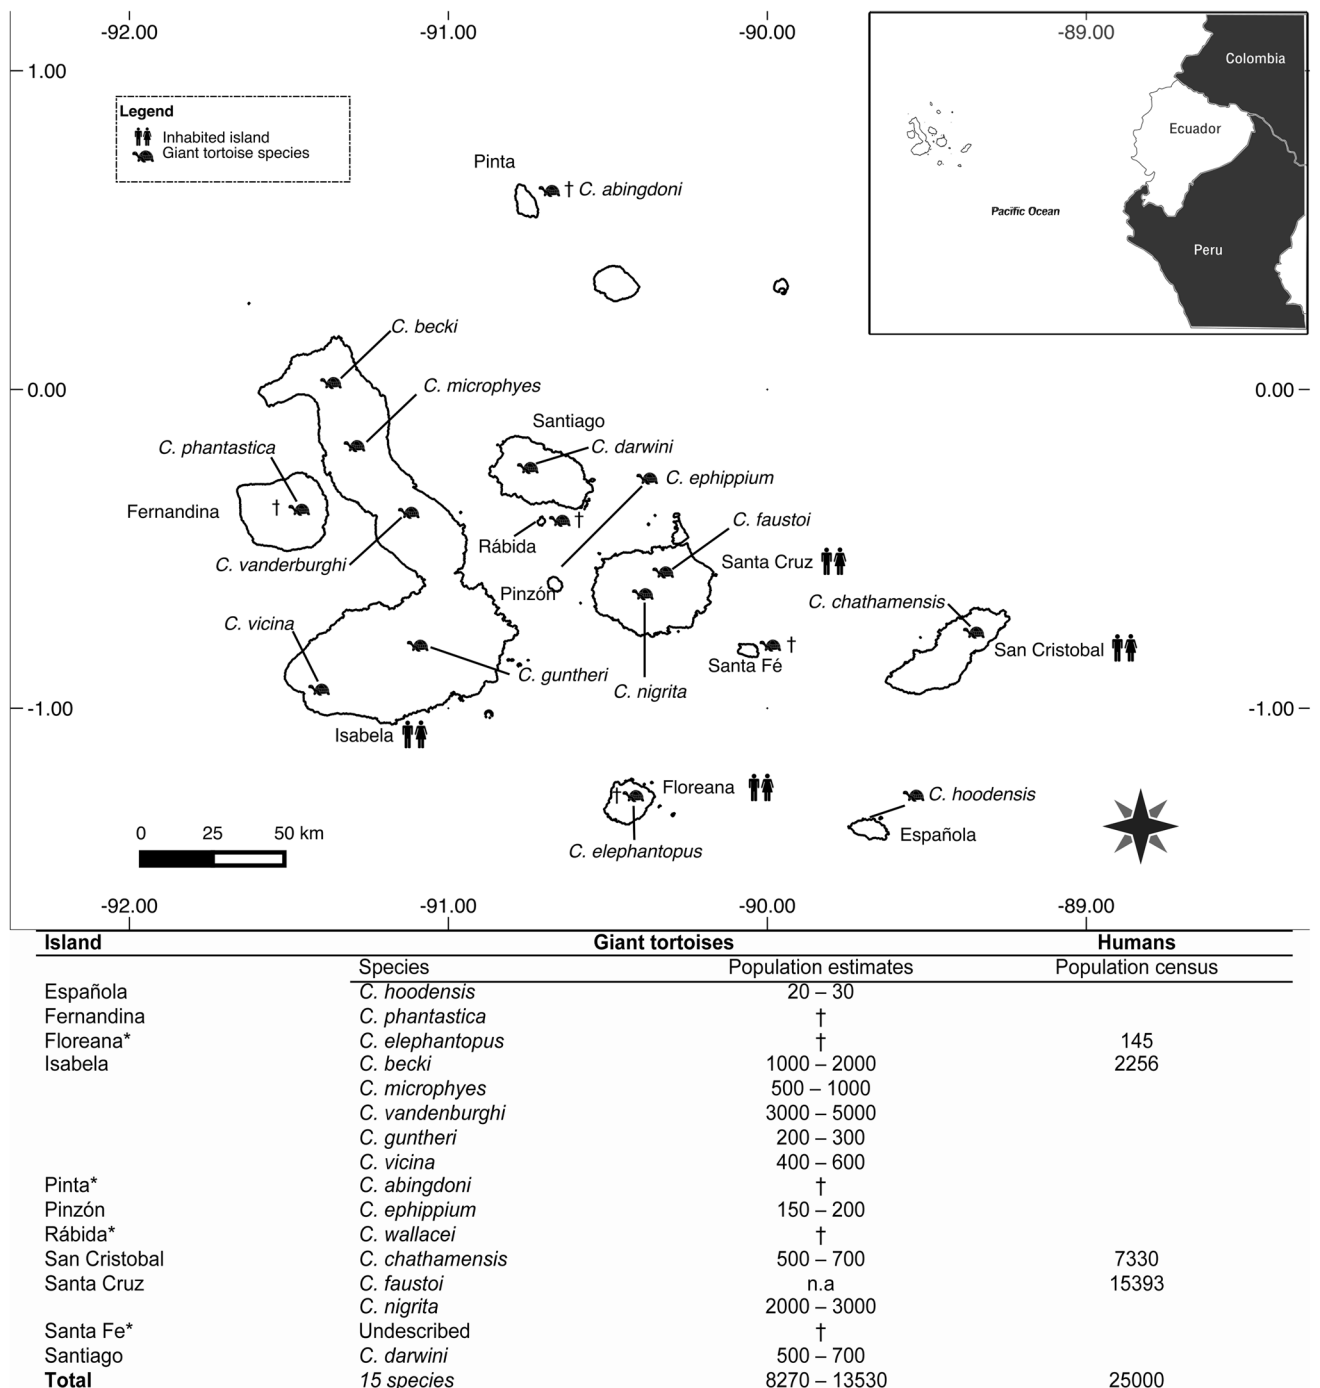 -92.00 -91.00 -90.00 -89.00
1.00
Colombia
Legend
Inhabited island
Giant tortoise species
Ecuador
Pinta
† C. abingdoni
Pacific Ocean
Peru
C. becki
C. microphyes
0.00 0.00
Santiago
C. phantastica
C. darwini
C. ephippium
Fernandina †
†
C. faustoi
Rábida
Santa Cruz
C. vanderburghi
Pinzón
C. chathamensis
C. vicina
†
San Cristobal
Santa Fé
C. guntheri
C. nigrita
-1.00 -1.00
Isabela
† Floreana
C. hoodensis
0 25 50 km
Española
C. elephantopus
-92.00 -91.00 -90.00 -89.00
Island Giant tortoises Humans
Species Population estimates Population census
Española C. hoodensis 20 – 30
Fernandina C. phantastica †
Floreana* C. elephantopus † 145
Isabela C. becki 1000 – 2000 2256
C. microphyes 500 – 1000
C. vandenburghi 3000 – 5000
C. guntheri 200 – 300
C. vicina 400 – 600
Pinta* C. abingdoni †
Pinzón C. ephippium 150 – 200
Rábida* C. wallacei †
San Cristobal C. chathamensis 500 – 700 7330
Santa Cruz C. faustoi n.a 15393
C. nigrita 2000 – 3000
Santa Fe* Undescribed †
Santiago C. darwini 500 – 700
Total 15 species 8270 – 13530 25000